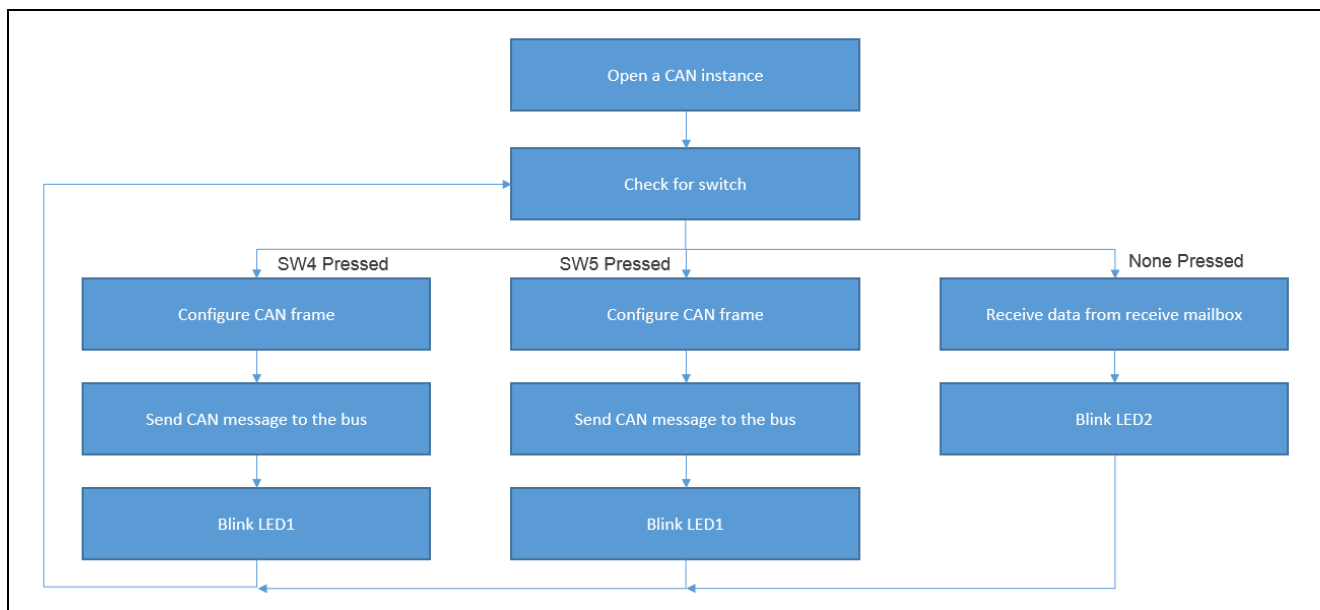 Open a CAN instance
Check for switch
SW4 Pressed
SW5 Pressed
None Pressed
Configure CAN frame
Configure CAN frame
Receive data from receive mailbox
Send CAN message to the bus
Send CAN message to the bus
Blink LED2
Blink LED1
Blink LED1